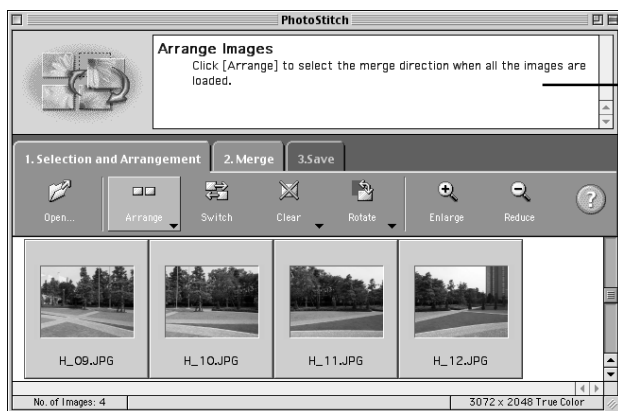 PhotoStitch
Arrange Images
Click [Arrange] to select the merge direction when all the images are
loaded.
1. Selection and Arrangement
2. Merge
3.Save
Open...
Arrange
Switch
Clear
Rotate
Enlarge
Reduce
?
H_09.JPG
H_10.JPG
H_11.JPG
H_12.JPG
No. of Images: 4
3072 x 2048 True Color